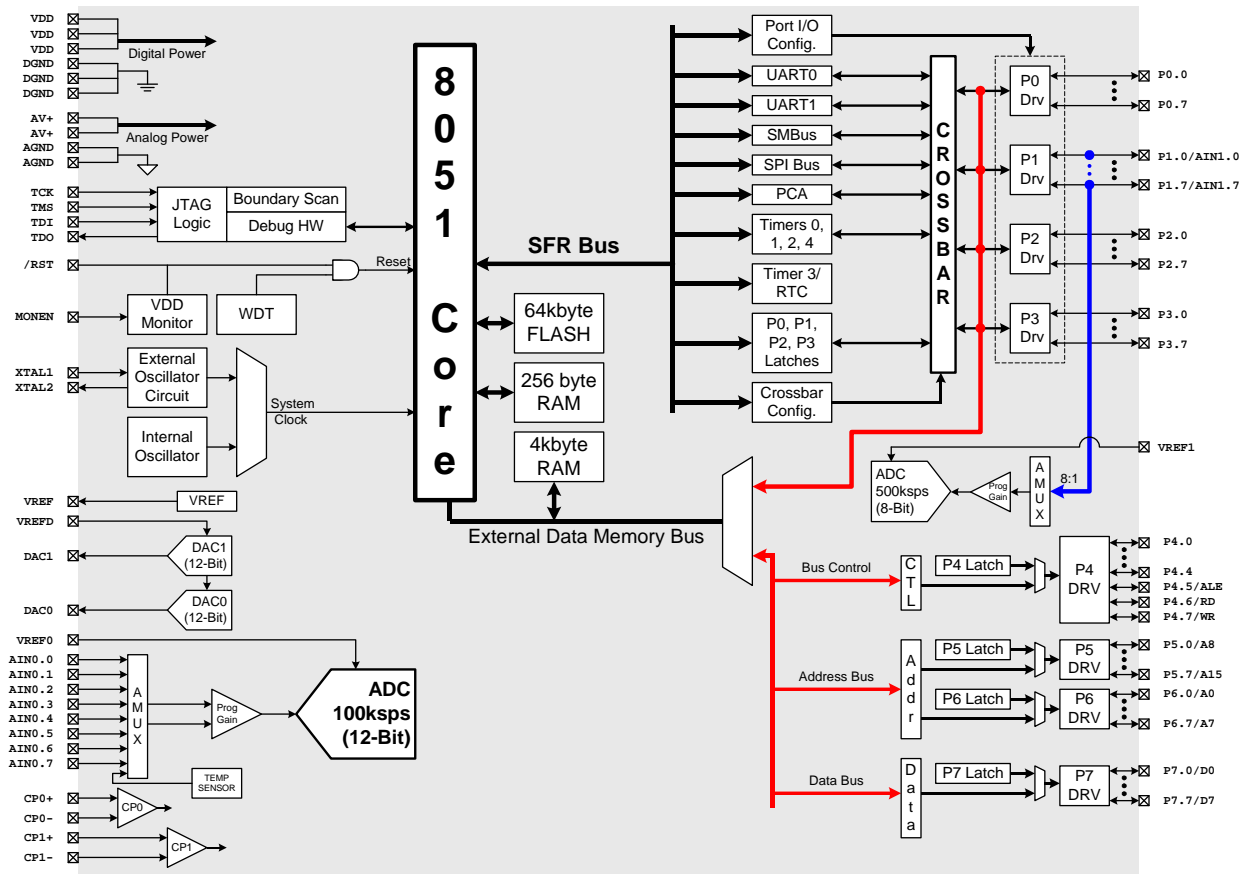 VDD
VDD
VDD
Digital Power
DGND
DGND
DGND
AV+
AV+
Analog Power
AGND
AGND
TCK
TMS
TDI
TDO
JTAG
Logic
Boundary Scan
Debug HW
/RST
Reset
MONEN
VDD
Monitor
WDT
XTAL1
XTAL2
External
Oscillator
Circuit
Internal
Oscillator
System
Clock
VREF
VREF
VREFD
DAC1
DAC1
(12-Bit)
DAC0
DAC0
(12-Bit)
VREF0
AIN0.0
AIN0.1
AIN0.2
AIN0.3
AIN0.4
AIN0.5
AIN0.6
AIN0.7
AMUX
Prog
Gain
ADC
100ksps
(12-Bit)
TEMP
SENSOR
CP0+
CP0-
CP0
CP1+
CP1-
CP1
8051 Core
SFR Bus
64kbyte
FLASH
256 byte
RAM
4kbyte
RAM
External Data Memory Bus
Port I/O
Config.
UART0
UART1
SMBus
SPI Bus
PCA
Timers 0,
1, 2, 4
Timer 3/
RTC
P0, P1,
P2, P3
Latches
Crossbar
Config.
CROSSBAR
P0
Drv
P1
Drv
P2
Drv
P3
Drv
P0.0
P0.7
P1.0/AIN1.0
P1.7/AIN1.7
P2.0
P2.7
P3.0
P3.7
VREF1
ADC
500ksps
(8-Bit)
Prog
Gain
AMUX
8:1
Bus Control
CTL
P4 Latch
P4
DRV
P4.0
P4.4
P4.5/ALE
P4.6/RD
P4.7/WR
Address Bus
Addr
P5 Latch
P5
DRV
P5.0/A8
P5.7/A15
P6 Latch
P6
DRV
P6.0/A0
P6.7/A7
Data Bus
Data
P7 Latch
P7
DRV
P7.0/D0
P7.7/D7